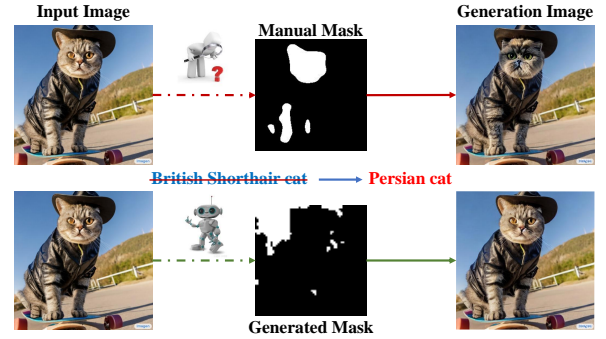 Input Image
Manual Mask
Generation Image
?
British Shorthair cat
Persian cat
Generated Mask